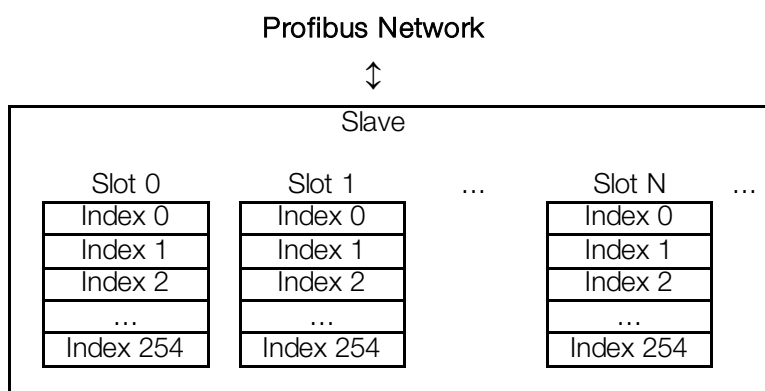 Profibus Network
↕
Slave
Slot 0 Slot 1 ... Slot N ...
Index 0 Index 0 Index 0
Index 1 Index 1 Index 1
Index 2 Index 2 Index 2
... ... ...
Index 254 Index 254 Index 254